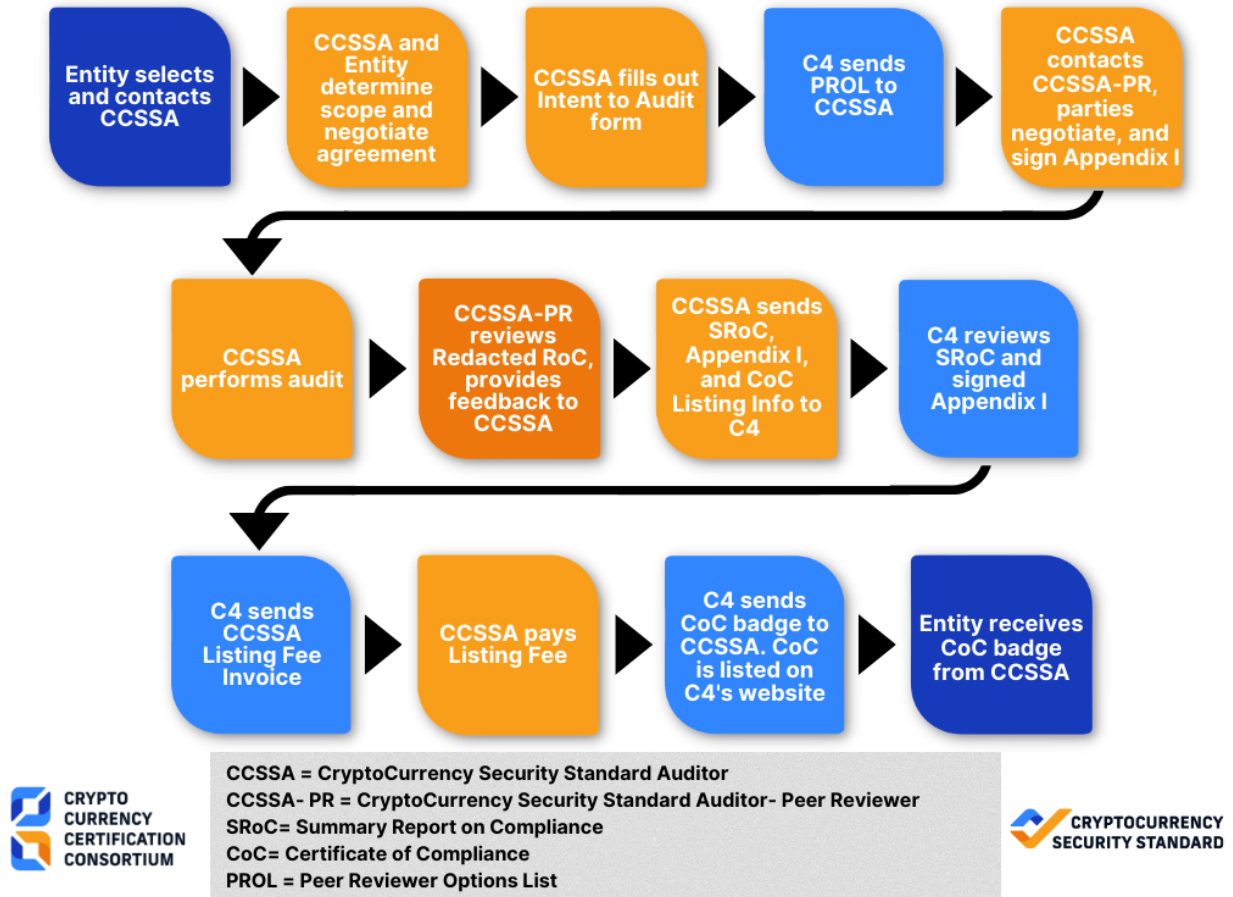 Entity selects
and contacts
CCSSA
CCSSA and
Entity
determine
scope and
negotiate
agreement
CCSSA fills out
Intent to Audit
form
C4 sends
PROL to
CCSSA
CCSSA
contacts
CCSSA-PR,
parties
negotiate, and
sign Appendix I
CCSSA
performs audit
CCSSA-PR
reviews
Redacted RoC,
provides
feedback to
CCSSA
CCSSA sends
SRoC,
Appendix I,
and CoC
Listing Info to
C4
C4 reviews
SRoC and
signed
Appendix I
C4 sends
CCSSA
Listing Fee
Invoice
CCSSA pays
Listing Fee
C4 sends
CoC badge to
CCSSA. CoC
is listed on
C4's website
Entity receives
CoC badge
from CCSSA
CCSSA = CryptoCurrency Security Standard Auditor
CCSSA- PR = CryptoCurrency Security Standard Auditor- Peer Reviewer
SRoC= Summary Report on Compliance
CoC= Certificate of Compliance
PROL = Peer Reviewer Options List
CRYPTO
CURRENCY
CERTIFICATION
CONSORTIUM
CRYPTOCURRENCY
SECURITY STANDARD